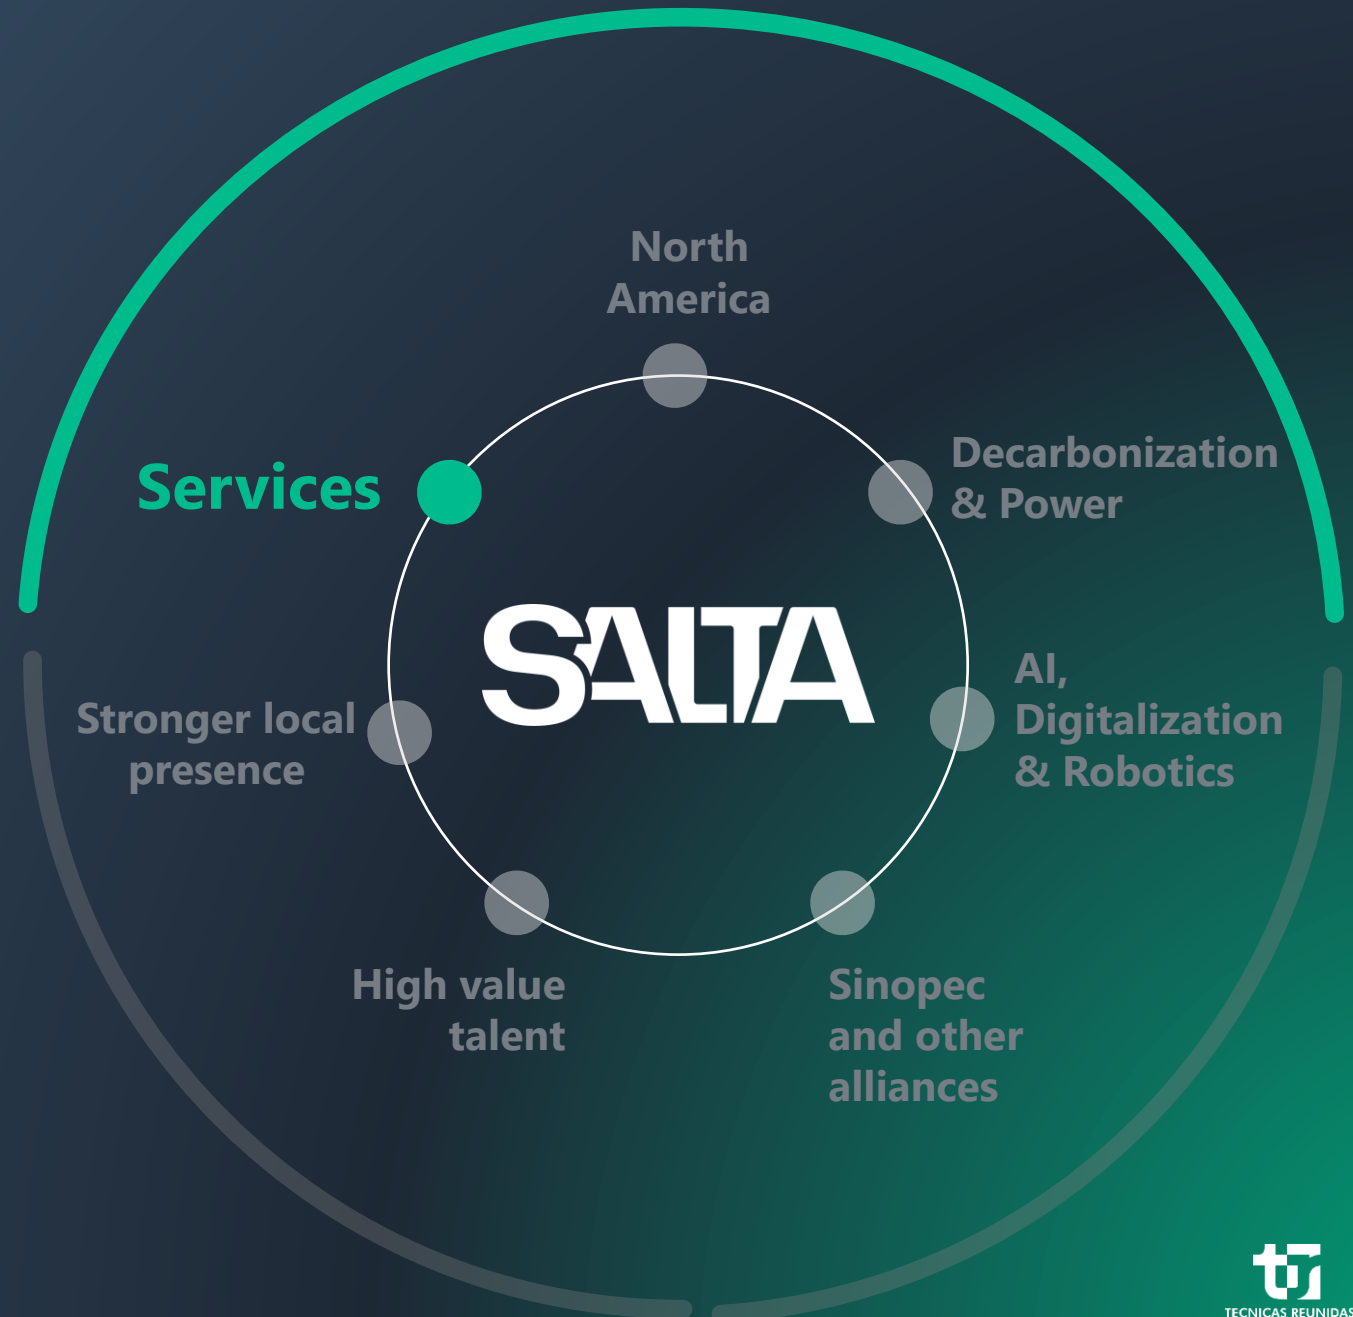 North
America
Decarbonization
& Power
Services
SALTA
AI,
Digitalization
& Robotics
Stronger local
presence
High value
talent
Sinopec
and other
alliances
tr
TECNICAS REUNIDAS